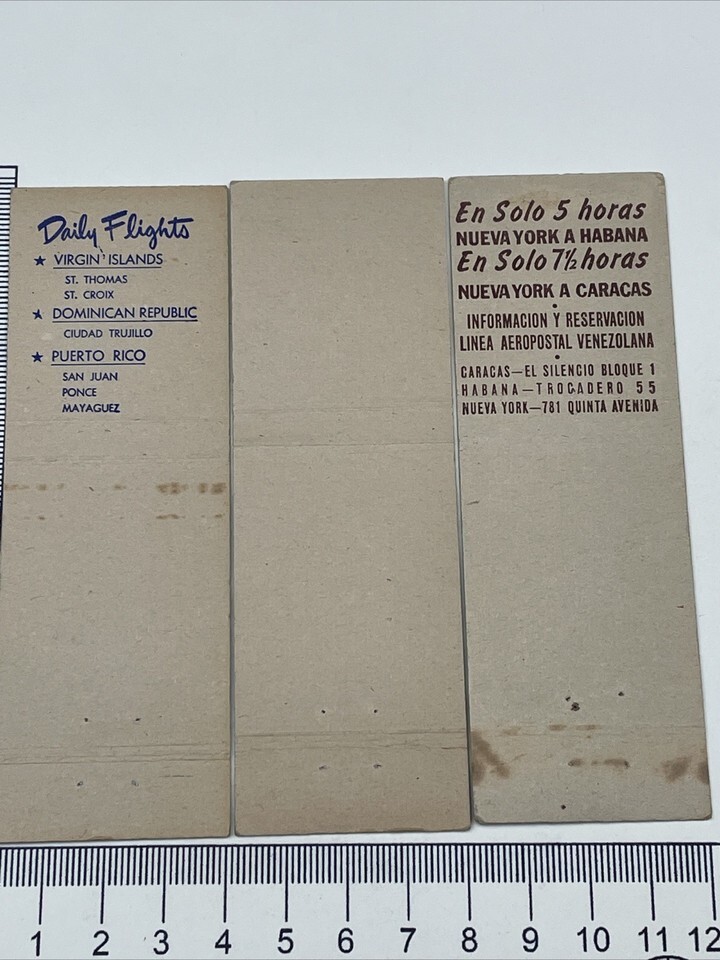 Daily Flights
★ VIRGIN ISLANDS
ST. THOMAS
ST. CROIX
★ DOMINICAN REPUBLIC
CIUDAD TRUJILLO
★ PUERTO RICO
SAN JUAN
PONCE
MAYAGUEZ
En Solo 5 horas
NUEVA YORK A HABANA
En Solo 7½ horas
NUEVA YORK A CARACAS
•
INFORMACION Y RESERVACION
LINEA AEROPOSTAL VENEZOLANA
•
CARACAS—EL SILENCIO BLOQUE 1
HABANA—TROCADERO 55
NUEVA YORK—781 QUINTA AVENIDA
1 2 3 4 5 6 7 8 9 10 11 12